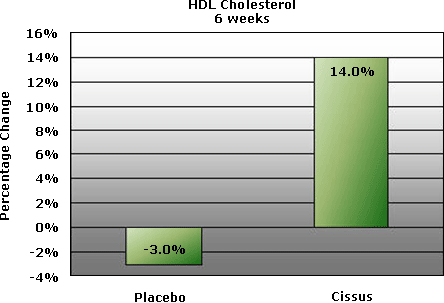 HDL Cholesterol
6 weeks
Percentage Change
16%
14%
12%
10%
8%
6%
4%
2%
0%
-2%
-4%
14.0%
-3.0%
Placebo
Cissus